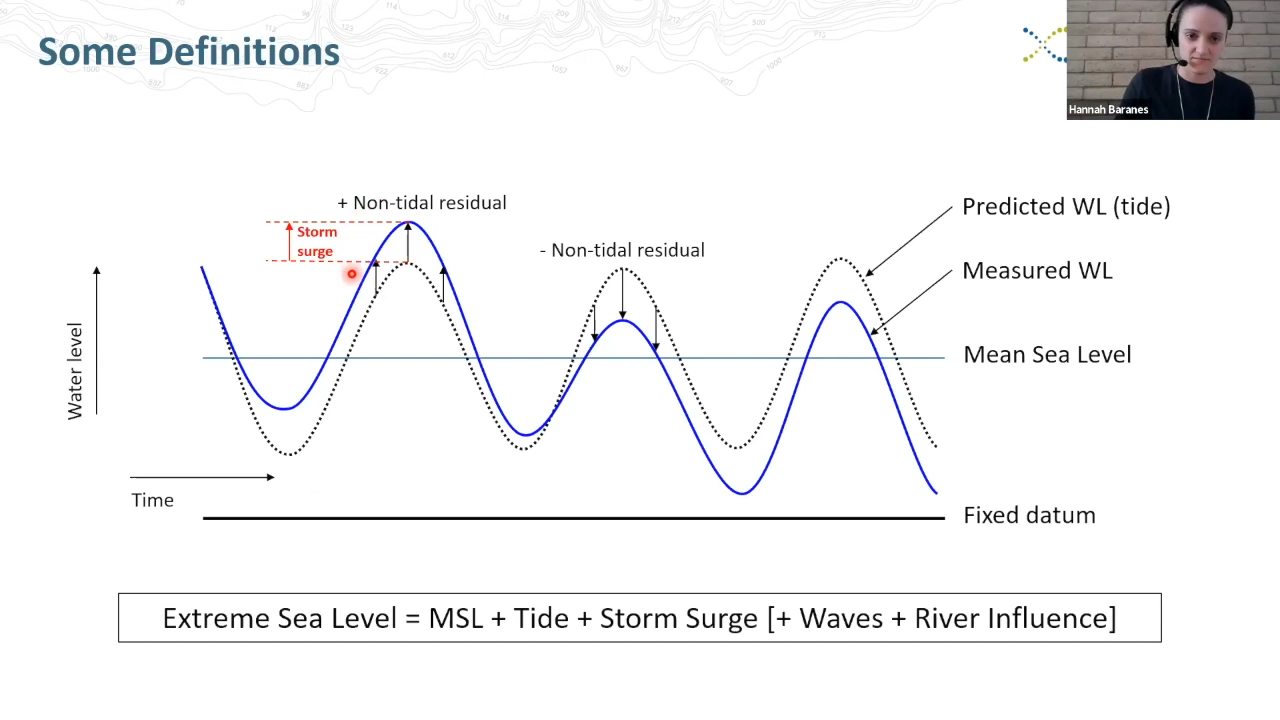 Some Definitions
Hannah Baranes
+ Non-tidal residual
Storm
surge
- Non-tidal residual
Predicted WL (tide)
Measured WL
Mean Sea Level
Water level
Time
Fixed datum
Extreme Sea Level = MSL + Tide + Storm Surge [+ Waves + River Influence]